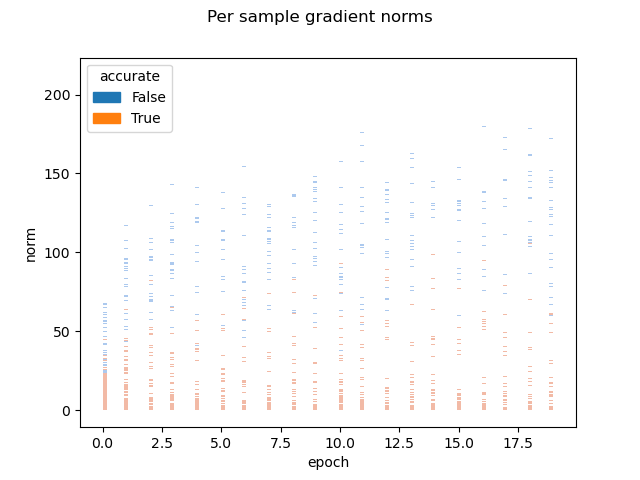 Per sample gradient norms
accurate
False
True
200
150
100
50
0
norm
0.0 2.5 5.0 7.5 10.0 12.5 15.0 17.5
epoch